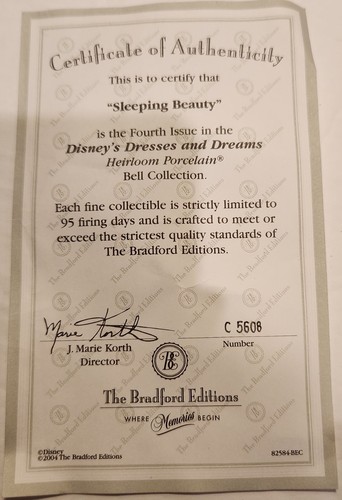 Certificate of Authenticity
This is to certify that
"Sleeping Beauty"
is the Fourth Issue in the
Disney's Dresses and Dreams
Heirloom Porcelain®
Bell Collection.
Each fine collectible is strictly limited to
95 firing days and is crafted to meet or
exceed the strictest quality standards of
The Bradford Editions.
Marie Korth
C 5608
J. Marie Korth
Number
Director
BE
The Bradford Editions
WHERE Memories BEGIN
©Disney
©2004 The Bradford Editions
82584-BEC